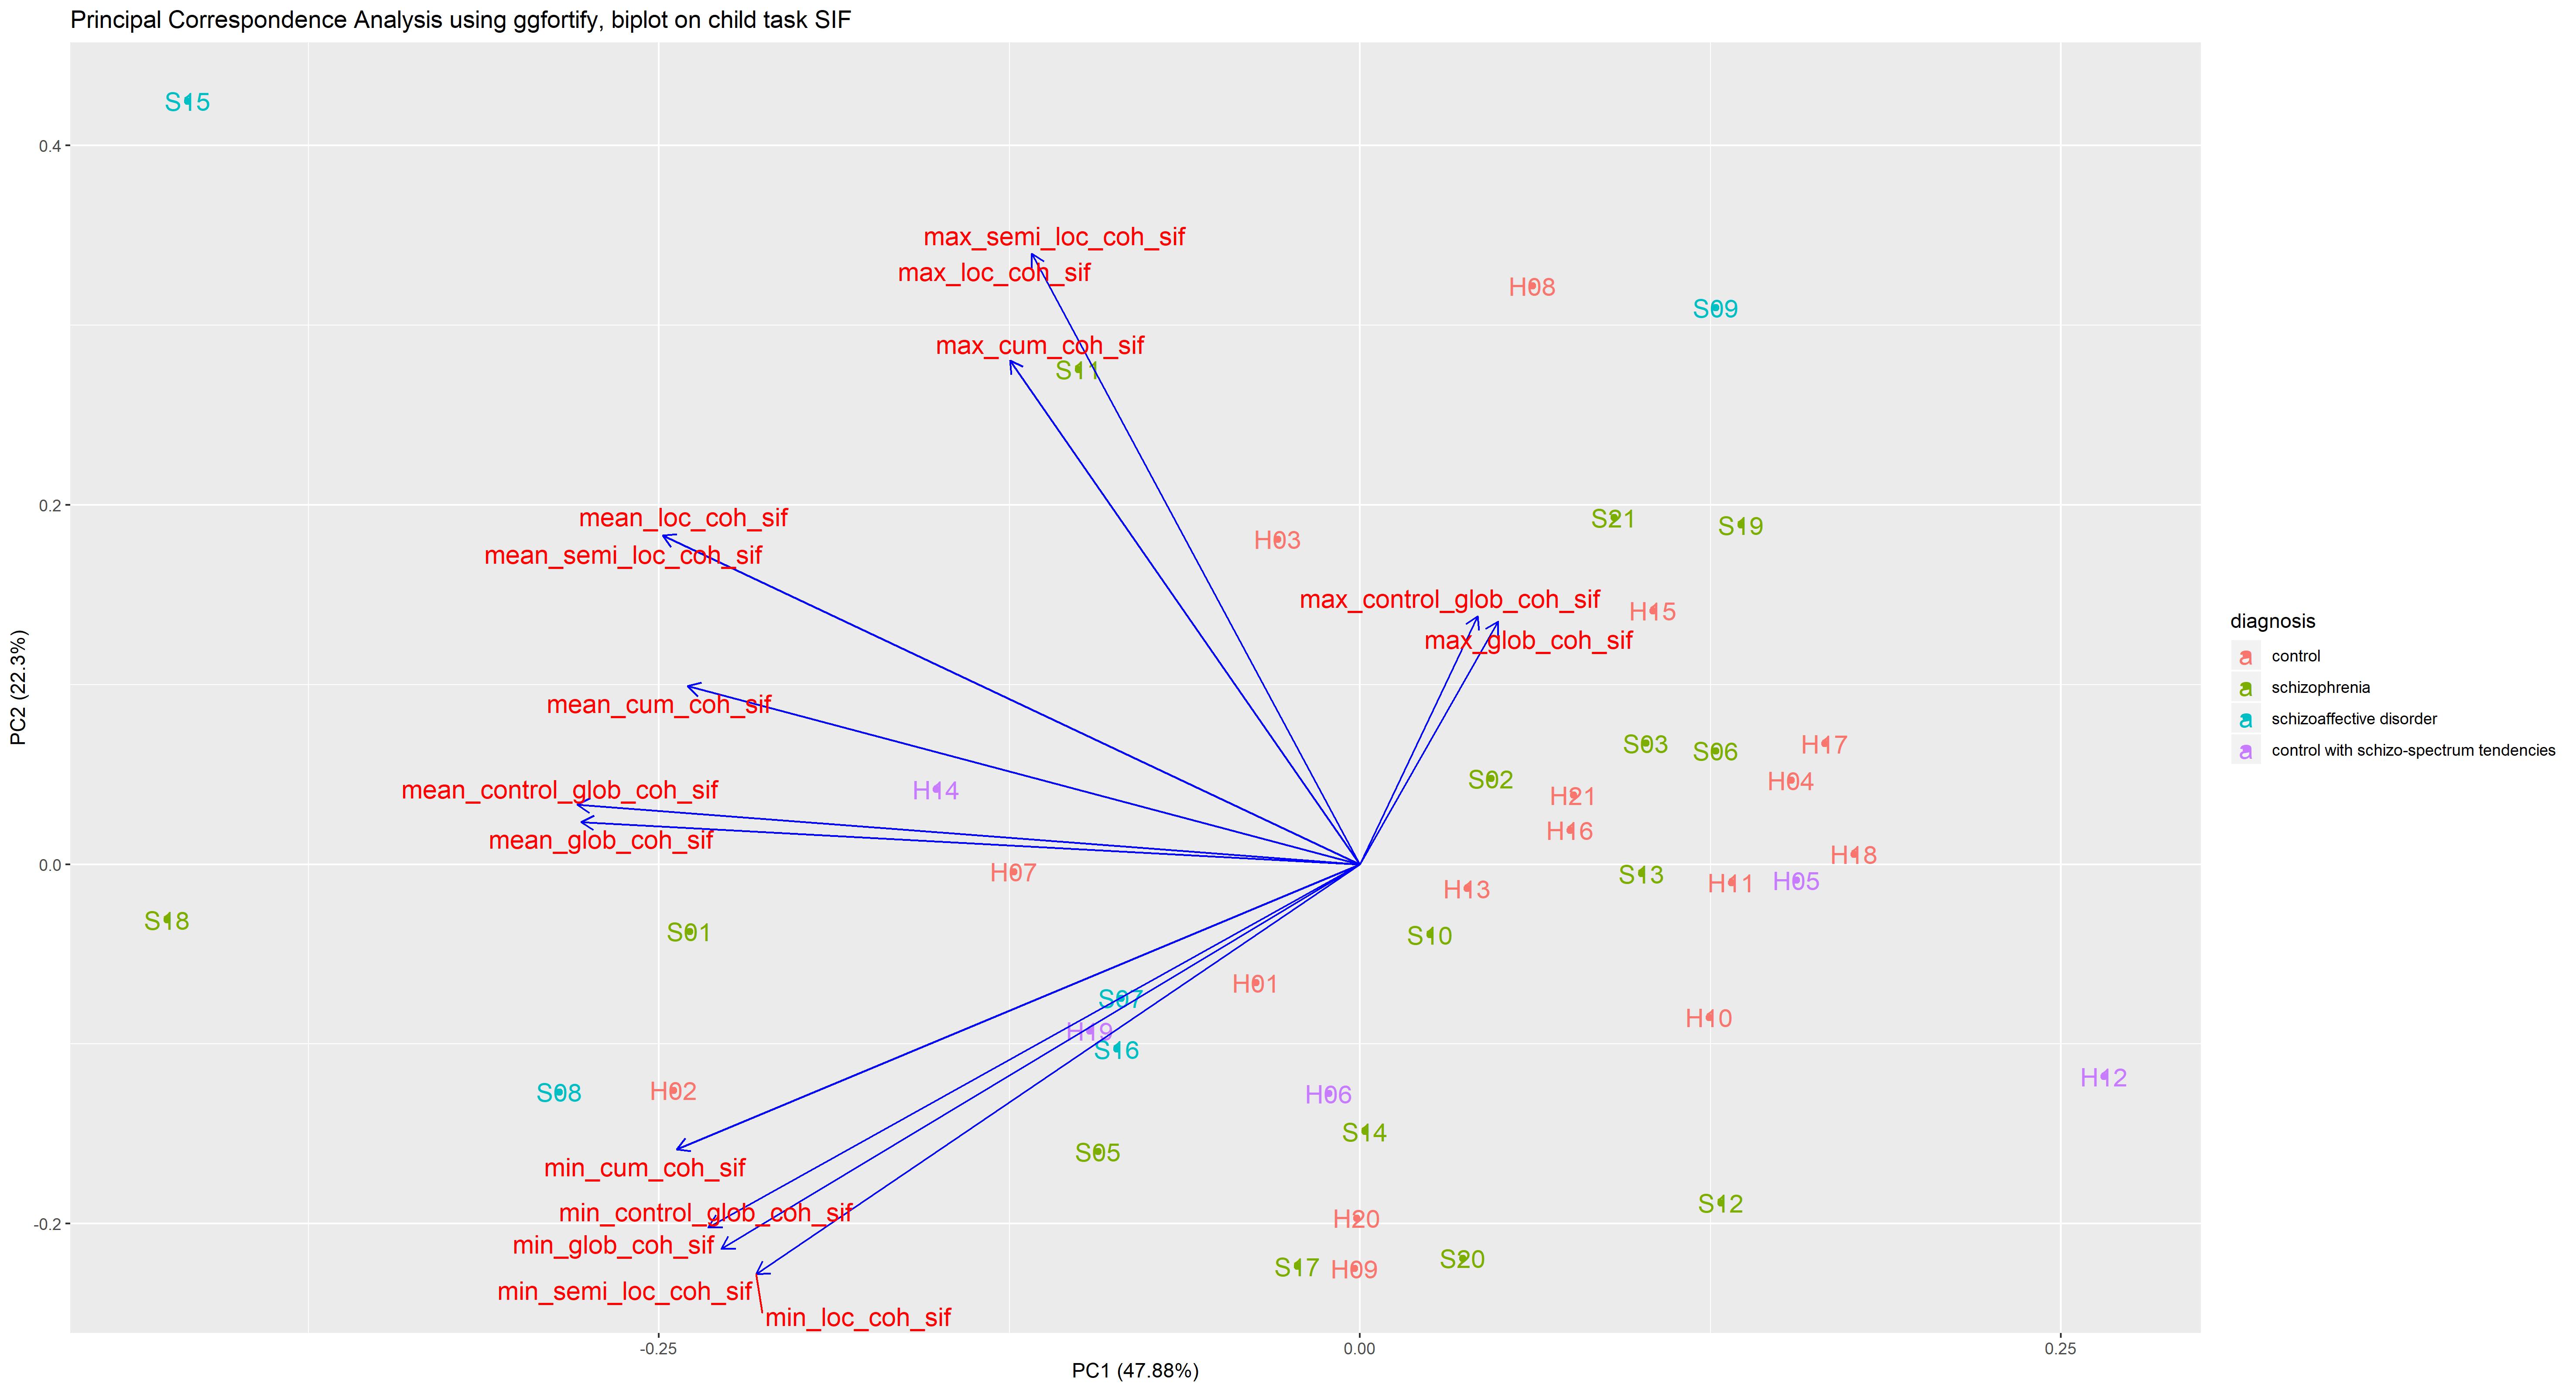 Principal Correspondence Analysis using ggfortify, biplot on child task SIF
S15
0.4
max_semi_loc_coh_sif
max_loc_coh_sif
H08
S09
max_cum_coh_sif
S11
0.2
mean_loc_coh_sif
S21
S19
H03
mean_semi_loc_coh_sif
max_control_glob_coh_sif
H15
max_glob_coh_sif
mean_cum_coh_sif
S03
S06
H17
S02
H04
mean_control_glob_coh_sif
H14
H21
H16
mean_glob_coh_sif
0.0
H07
H18
S13
H11
H05
H13
S18
S01
S10
H01
S07
H19
H10
S16
H12
S08
H02
H06
S14
S05
min_cum_coh_sif
S12
min_control_glob_coh_sif
-0.2
H20
min_glob_coh_sif
S20
S17
H09
min_semi_loc_coh_sif
min_loc_coh_sif
-0.25
0.00
0.25
PC1 (47.88%)
PC2 (22.3%)
diagnosis
a control
a schizophrenia
a schizoaffective disorder
a control with schizo-spectrum tendencies